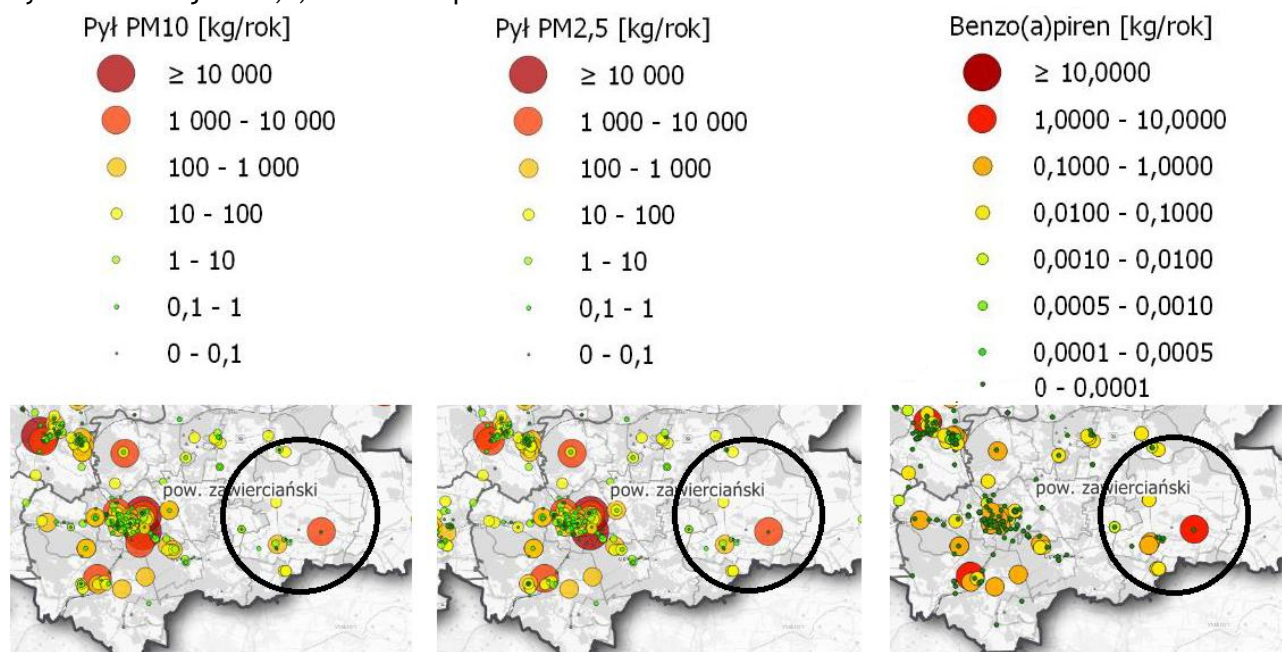 Pył PM10 [kg/rok]
≥ 10 000
1 000 - 10 000
100 - 1 000
10 - 100
1 - 10
0,1 - 1
0 - 0,1
Pył PM2,5 [kg/rok]
≥ 10 000
1 000 - 10 000
100 - 1 000
10 - 100
1 - 10
0,1 - 1
0 - 0,1
Benzo(a)piren [kg/rok]
≥ 10,0000
1,0000 - 10,0000
0,1000 - 1,0000
0,0100 - 0,1000
0,0010 - 0,0100
0,0005 - 0,0010
0,0001 - 0,0005
0 - 0,0001
pow. zawierciański
pow. zawierciański
pow. zawierciański